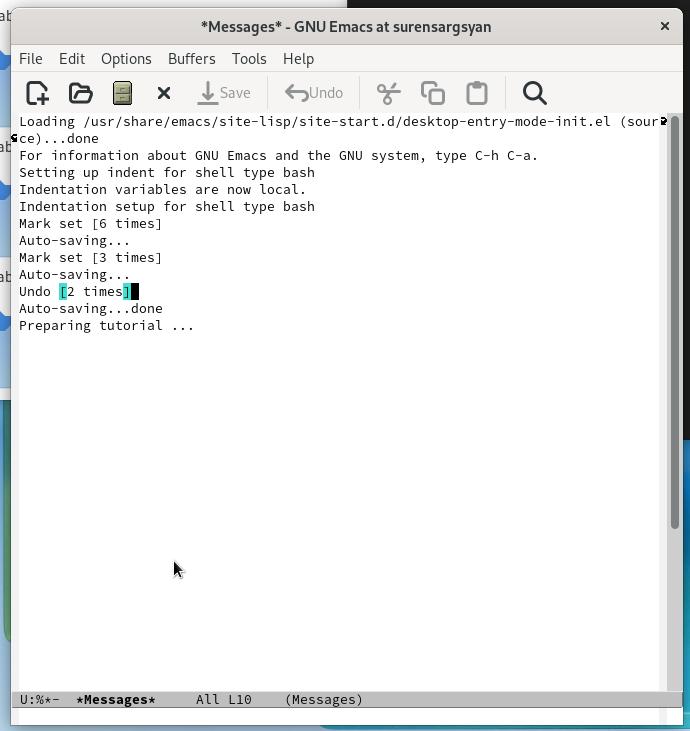 *Messages* - GNU Emacs at surensargsyan
File Edit Options Buffers Tools Help
Save Undo
Loading /usr/share/emacs/site-lisp/site-start.d/desktop-entry-mode-init.el (sour
ce)...done
For information about GNU Emacs and the GNU system, type C-h C-a.
Setting up indent for shell type bash
Indentation variables are now local.
Indentation setup for shell type bash
Mark set [6 times]
Auto-saving...
Mark set [3 times]
Auto-saving...
Undo [2 times]
Auto-saving...done
Preparing tutorial ...
U:%*- *Messages* All L10 (Messages)